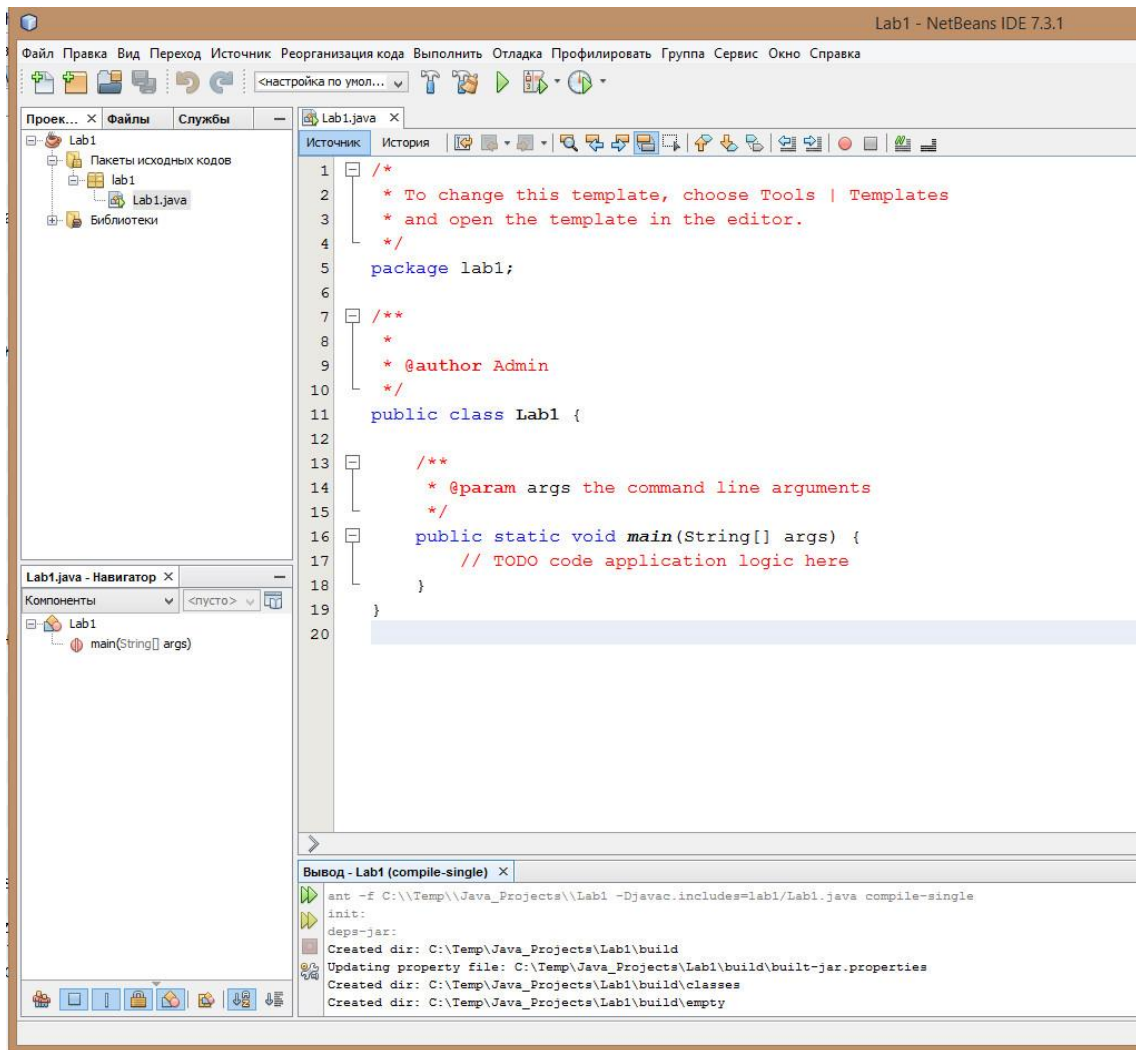 Lab1 - NetBeans IDE 7.3.1
Файл Правка Вид Переход Источник Реорганизация кода Выполнить Отладка Профилировать Группа Сервис Окно Справка
<настройка по умол...
Проек... Файлы Службы
Lab1
Пакеты исходных кодов
lab1
Lab1.java
Библиотеки
Lab1.java
Источник История
1 /*
2 * To change this template, choose Tools | Templates
3 * and open the template in the editor.
4 */
5 package lab1;
6
7 /**
8 *
9 * @author Admin
10 */
11 public class Lab1 {
12
13 /**
14 * @param args the command line arguments
15 */
16 public static void main(String[] args) {
17 // TODO code application logic here
18 }
19 }
20
Lab1.java - Навигатор
Компоненты <пусто>
Lab1
main(String[] args)
Вывод - Lab1 (compile-single)
ant -f C:\\Temp\\Java_Projects\\Lab1 -Djavac.includes=lab1/Lab1.java compile-single
init:
deps-jar:
Created dir: C:\Temp\Java_Projects\Lab1\build
Updating property file: C:\Temp\Java_Projects\Lab1\build\built-jar.properties
Created dir: C:\Temp\Java_Projects\Lab1\build\classes
Created dir: C:\Temp\Java_Projects\Lab1\build\empty